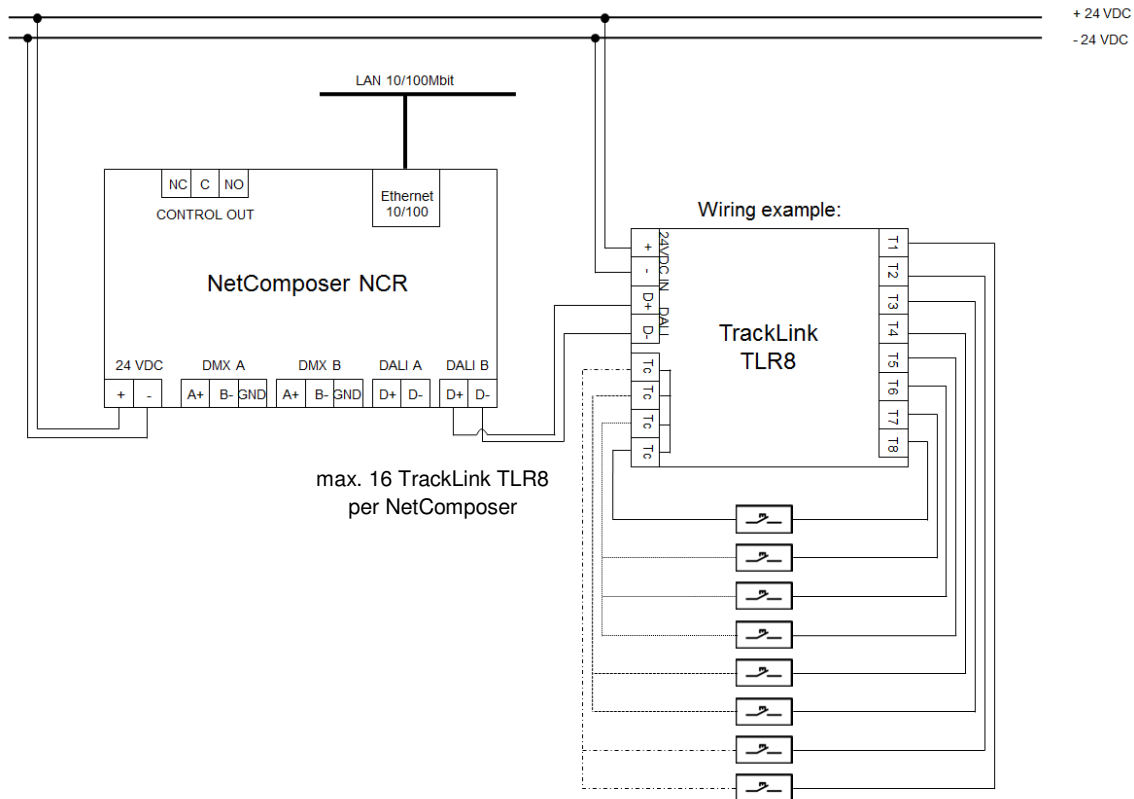 + 24 VDC
- 24 VDC
LAN 10/100Mbit
NC C NO
CONTROL OUT
Ethernet
10/100
NetComposer NCR
24 VDC DMX A DMX B DALI A DALI B
+ - A+ B- GND A+ B- GND D+ D- D+ D-
max. 16 TrackLink TLR8
per NetComposer
Wiring example:
+
-
24VDC IN
D+
D-
DALI
Tc
Tc
Tc
Tc
TrackLink
TLR8
T1
T2
T3
T4
T5
T6
T7
T8